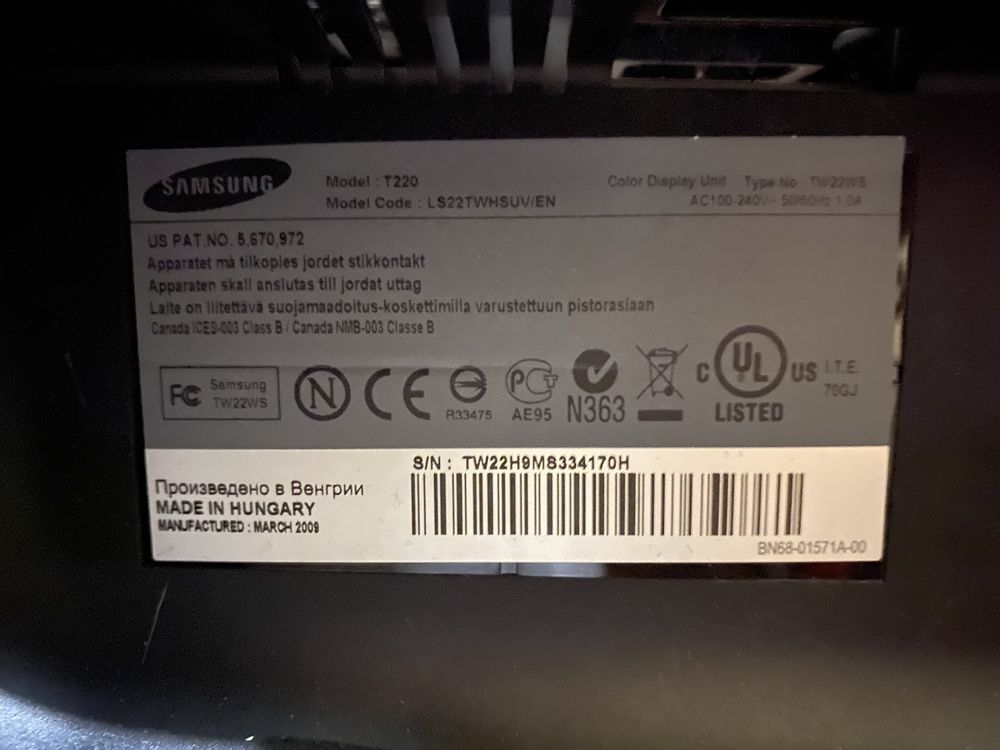 SAMSUNG
Model : T220
Model Code : LS22TWHSUV/EN
Color Display Unit Type No : TW22WS
AC100-240V~ 50/60Hz 1.0A
US PAT.NO. 5,670,972
Apparatet må tilkoples jordet stikkontakt
Apparaten skall anslutas till jordat uttag
Laite on liitettävä suojamaadoitus-koskettimilla varustettuun pistorasiaan
Canada ICES-003 Class B / Canada NMB-003 Classe B
FC Samsung
TW22WS
N
CE
R33475
РСТ
AE95
N363
C UL US
LISTED
I.T.E.
70GJ
S/N : TW22H9MS334170H
Произведено в Венгрии
MADE IN HUNGARY
MANUFACTURED : MARCH 2009
BN68-01571A-00